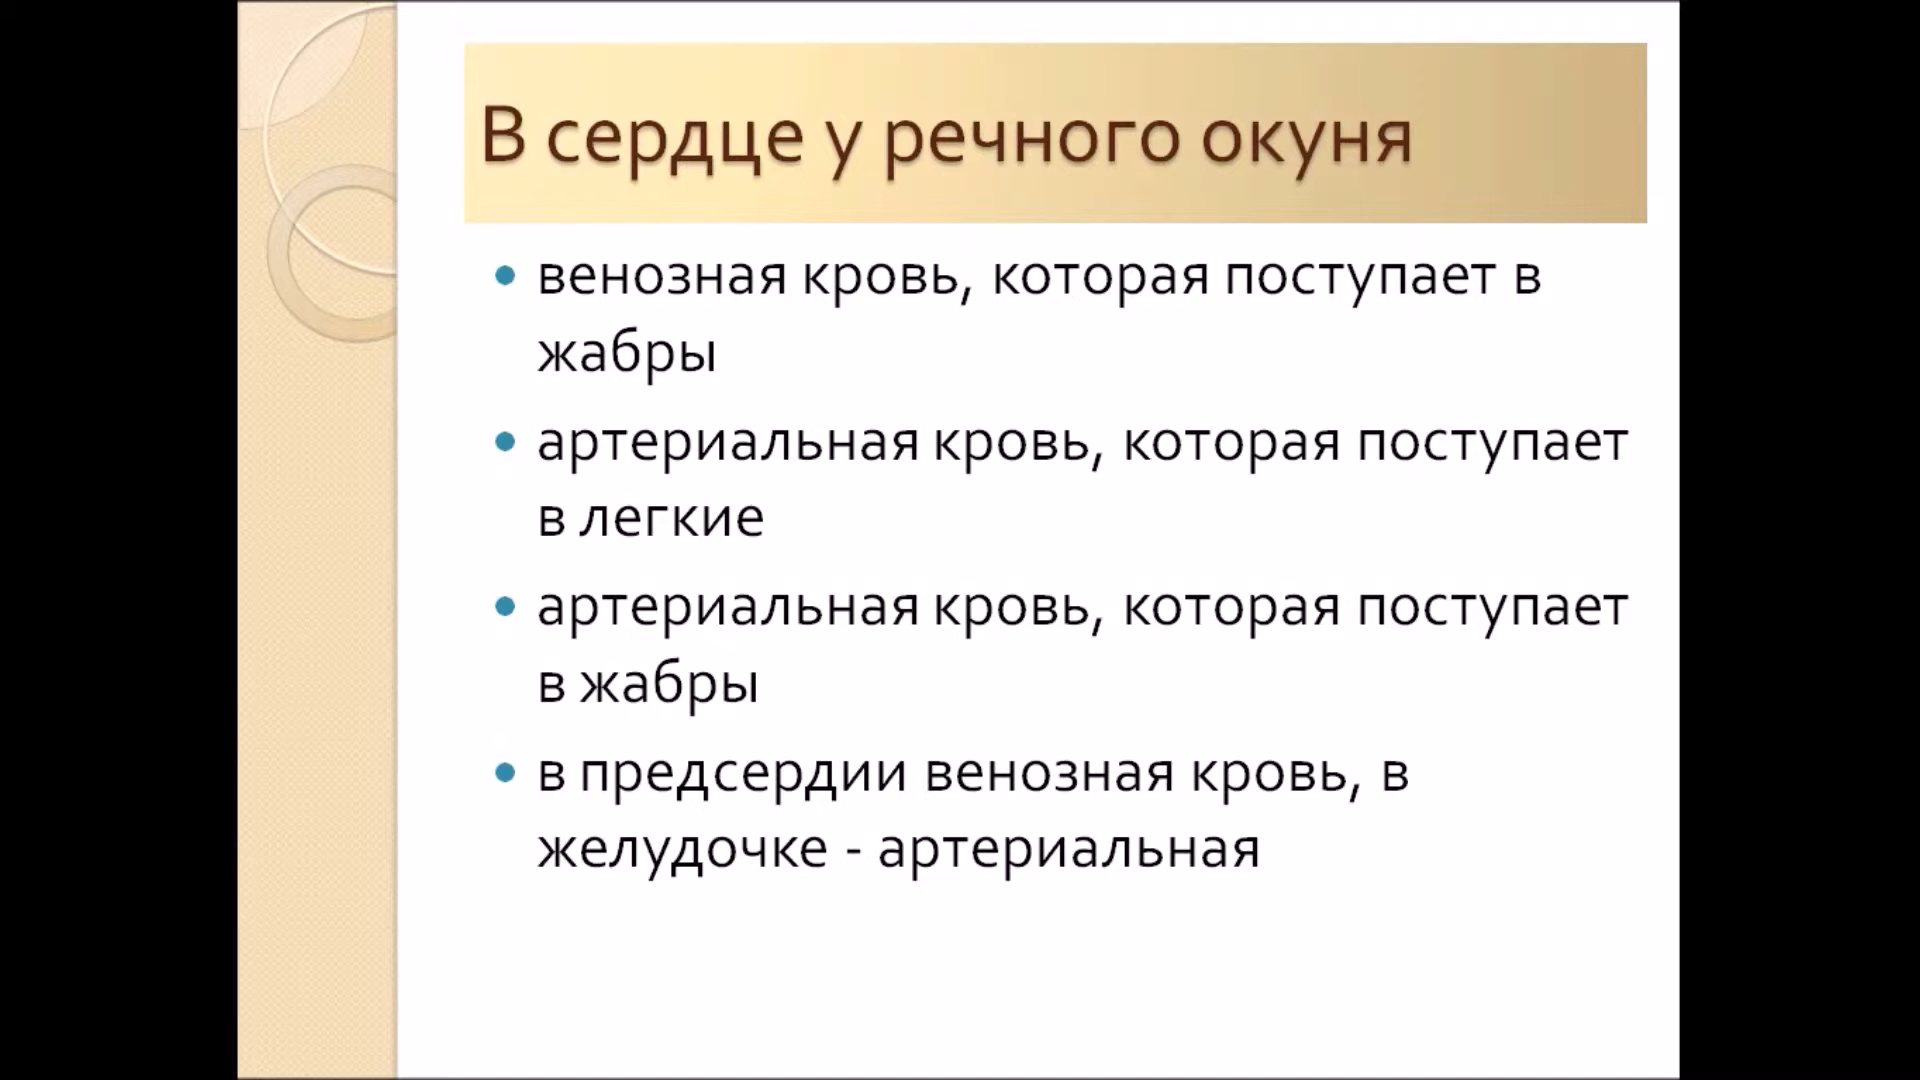 В сердце у речного окуня
• венозная кровь, которая поступает в
жабры
• артериальная кровь, которая поступает
в легкие
• артериальная кровь, которая поступает
в жабры
• в предсердии венозная кровь, в
желудочке - артериальная